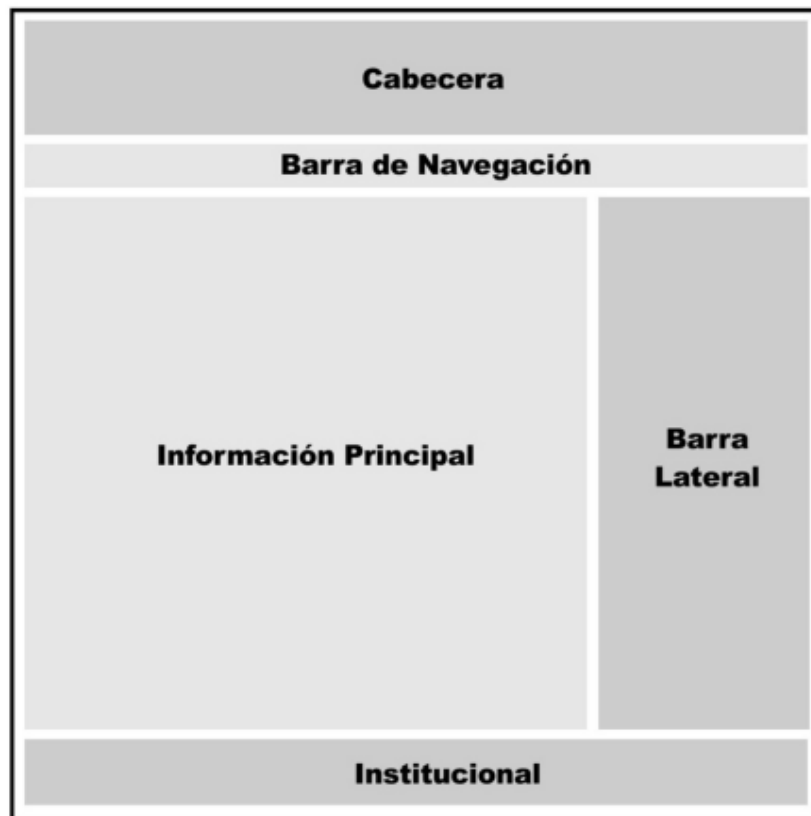 Cabecera
Barra de Navegación
Información Principal
Barra
Lateral
Institucional